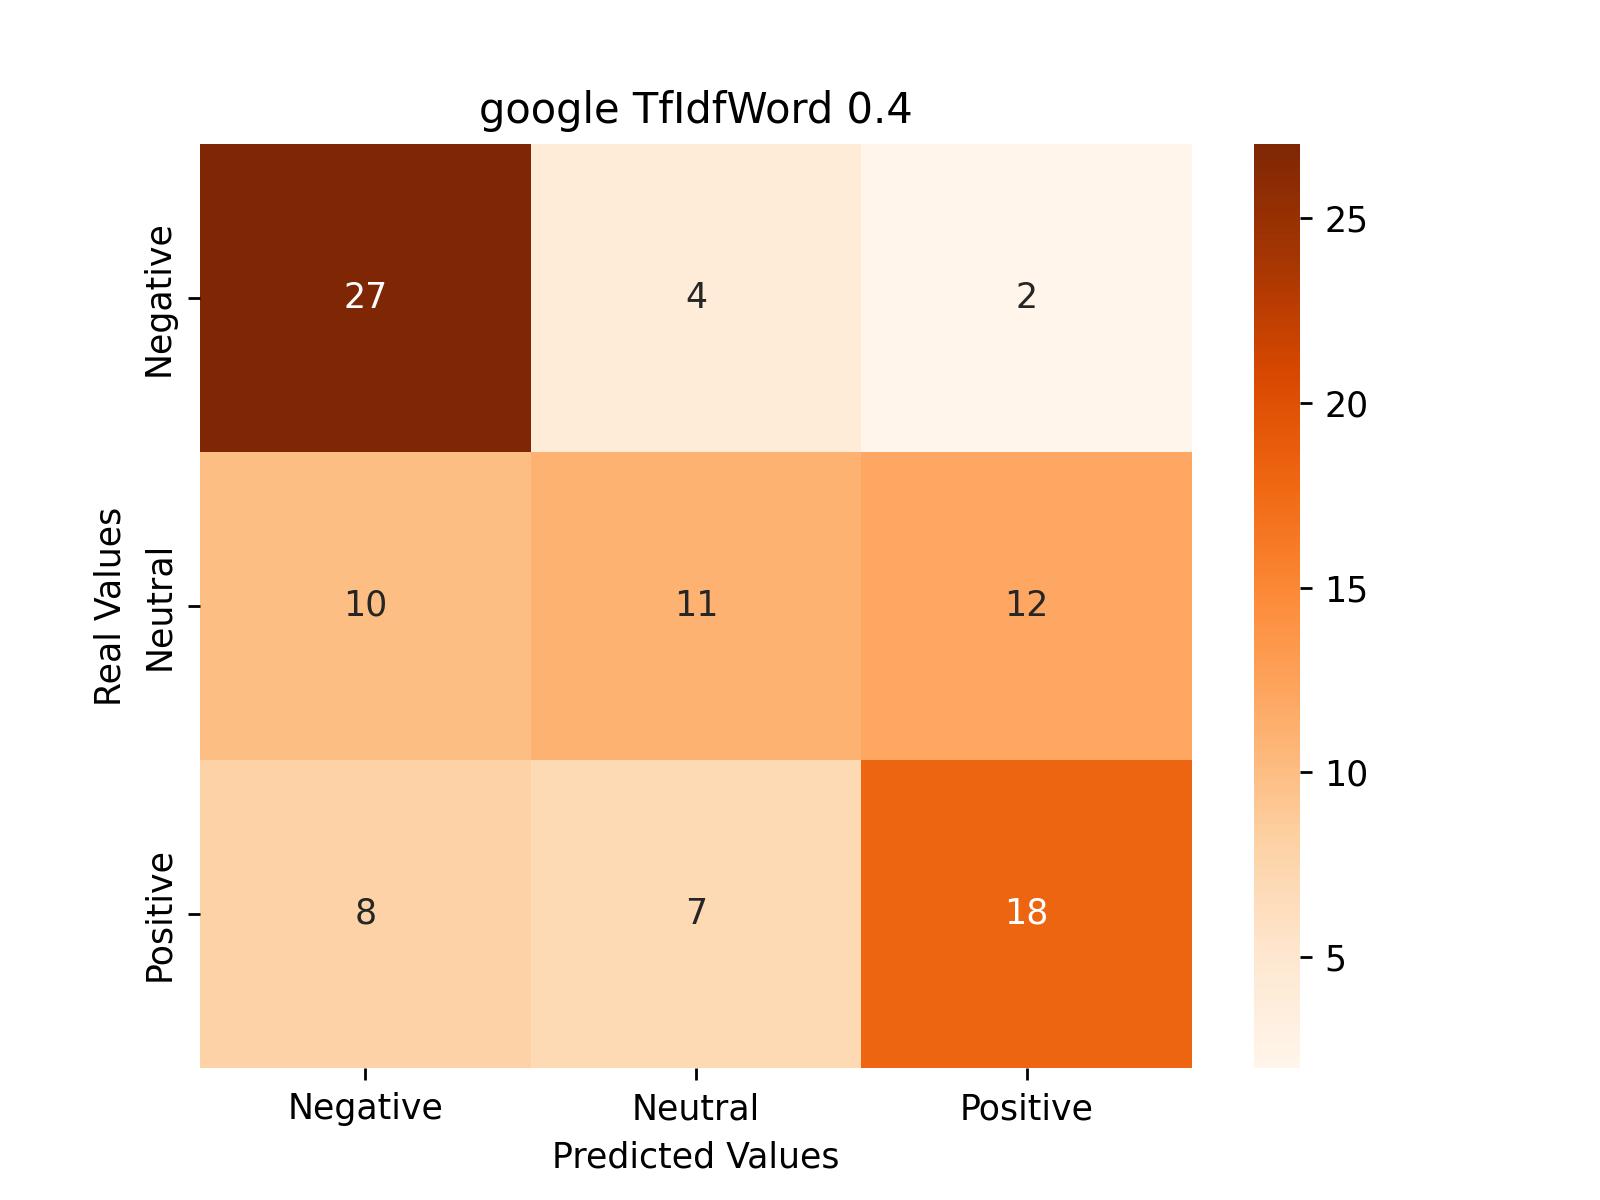 google TfIdfWord 0.4
Real Values
Negative
27 4 2
Neutral
10 11 12
Positive
8 7 18
Negative Neutral Positive
Predicted Values
25
20
15
10
5